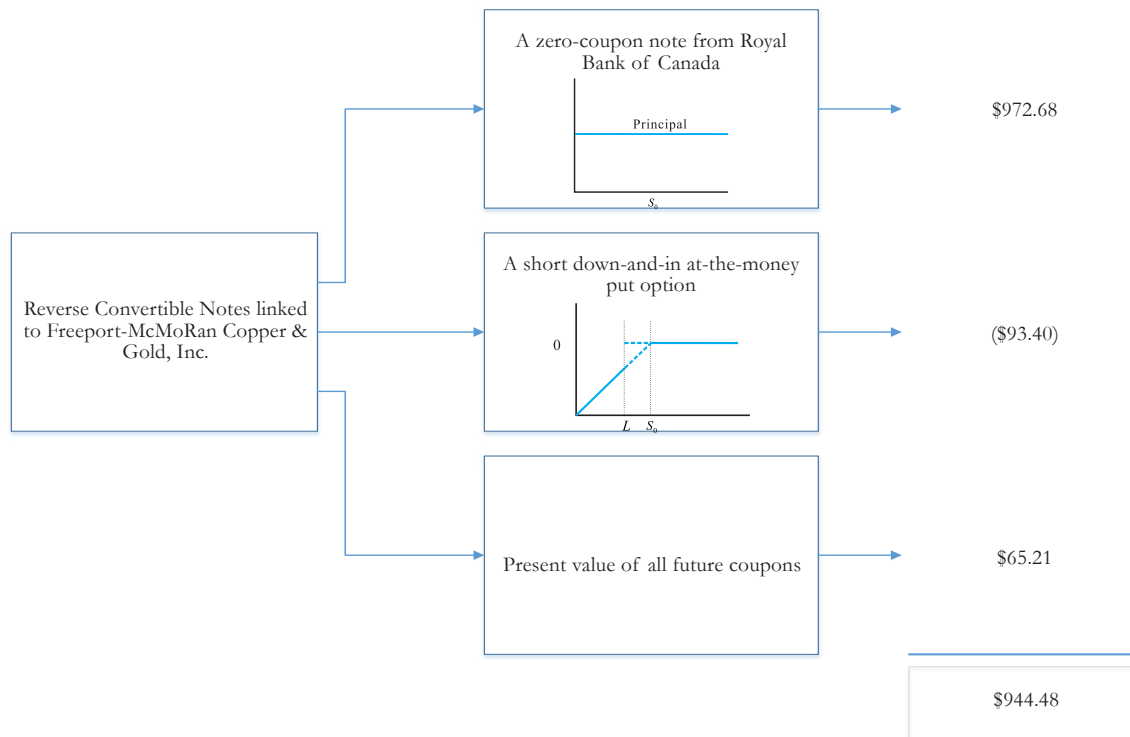 A zero-coupon note from Royal
Bank of Canada
Principal
S₀
$972.68
Reverse Convertible Notes linked
to Freeport-McMoRan Copper &
Gold, Inc.
A short down-and-in at-the-money
put option
0
L S₀
($93.40)
Present value of all future coupons
$65.21
$944.48